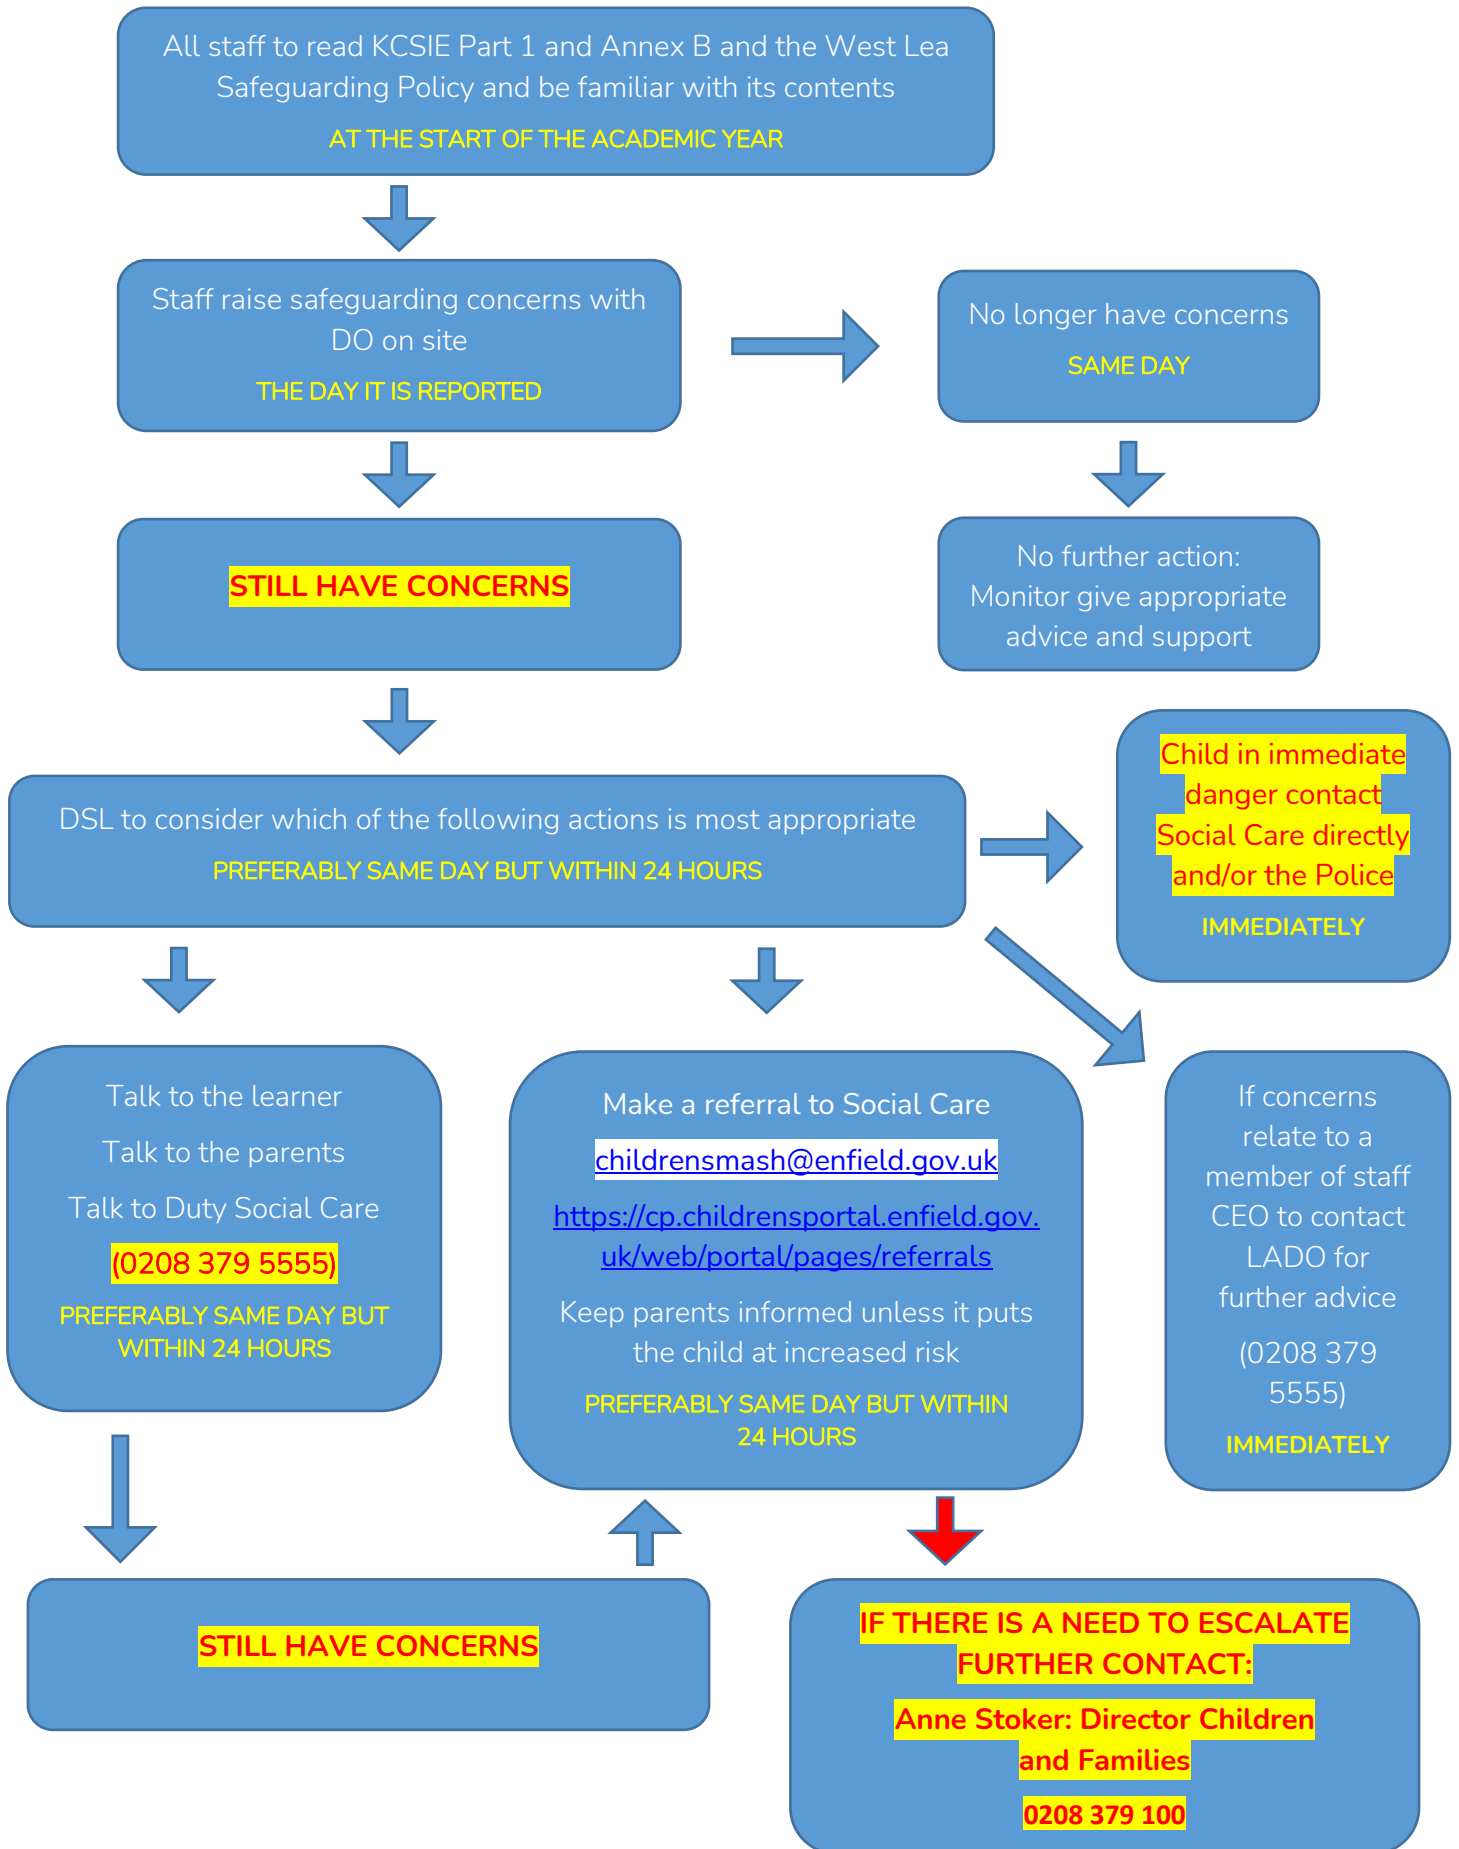 All staff to read KCSIE Part 1 and Annex B and the West Lea
Safeguarding Policy and be familiar with its contents
AT THE START OF THE ACADEMIC YEAR
Staff raise safeguarding concerns with
DO on site
THE DAY IT IS REPORTED
No longer have concerns
SAME DAY
STILL HAVE CONCERNS
No further action:
Monitor give appropriate
advice and support
DSL to consider which of the following actions is most appropriate
PREFERABLY SAME DAY BUT WITHIN 24 HOURS
Child in immediate
danger contact
Social Care directly
and/or the Police
IMMEDIATELY
Talk to the learner
Talk to the parents
Talk to Duty Social Care
(0208 379 5555)
PREFERABLY SAME DAY BUT
WITHIN 24 HOURS
Make a referral to Social Care
childrensmash@enfield.gov.uk
https://cp.childrensportal.enfield.gov.
uk/web/portal/pages/referrals
Keep parents informed unless it puts
the child at increased risk
PREFERABLY SAME DAY BUT WITHIN
24 HOURS
If concerns
relate to a
member of staff
CEO to contact
LADO for
further advice
(0208 379
5555)
IMMEDIATELY
STILL HAVE CONCERNS
IF THERE IS A NEED TO ESCALATE
FURTHER CONTACT:
Anne Stoker: Director Children
and Families
0208 379 100